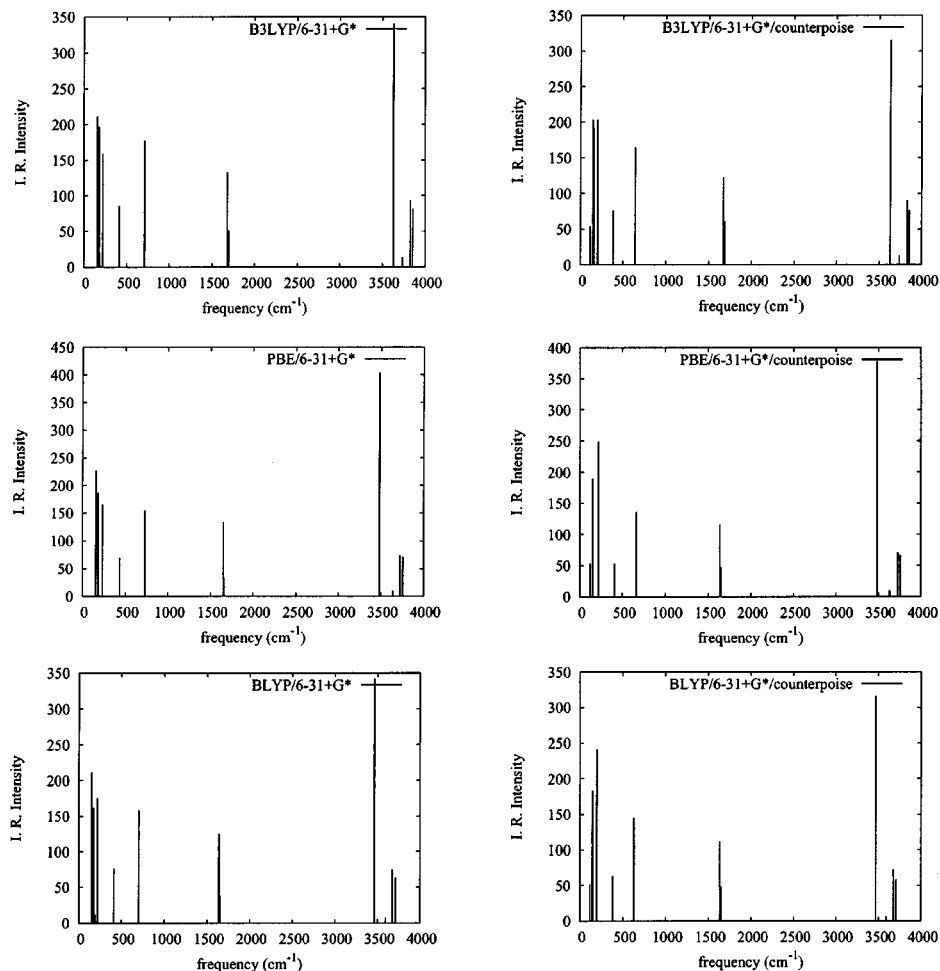 B3LYP/6-31+G*
I. R. Intensity
350
300
250
200
150
100
50
0
0 500 1000 1500 2000 2500 3000 3500 4000
frequency (cm-1)
B3LYP/6-31+G*/counterpoise
I. R. Intensity
350
300
250
200
150
100
50
0
0 500 1000 1500 2000 2500 3000 3500 4000
frequency (cm-1)
PBE/6-31+G*
I. R. Intensity
450
400
350
300
250
200
150
100
50
0
0 500 1000 1500 2000 2500 3000 3500 4000
frequency (cm-1)
PBE/6-31+G*/counterpoise
I. R. Intensity
400
350
300
250
200
150
100
50
0
0 500 1000 1500 2000 2500 3000 3500 4000
frequency (cm-1)
BLYP/6-31+G*
I. R. Intensity
350
300
250
200
150
100
50
0
0 500 1000 1500 2000 2500 3000 3500 4000
frequency (cm-1)
BLYP/6-31+G*/counterpoise
I. R. Intensity
350
300
250
200
150
100
50
0
0 500 1000 1500 2000 2500 3000 3500 4000
frequency (cm-1)